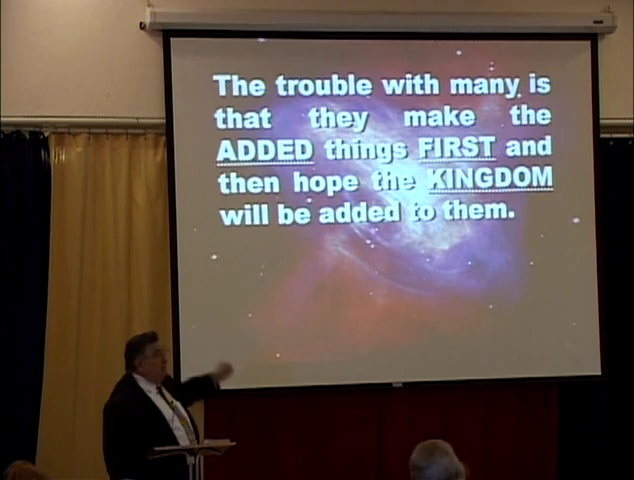 The trouble with many is
that they make the
ADDED things FIRST and
then hope the KINGDOM
will be added to them.